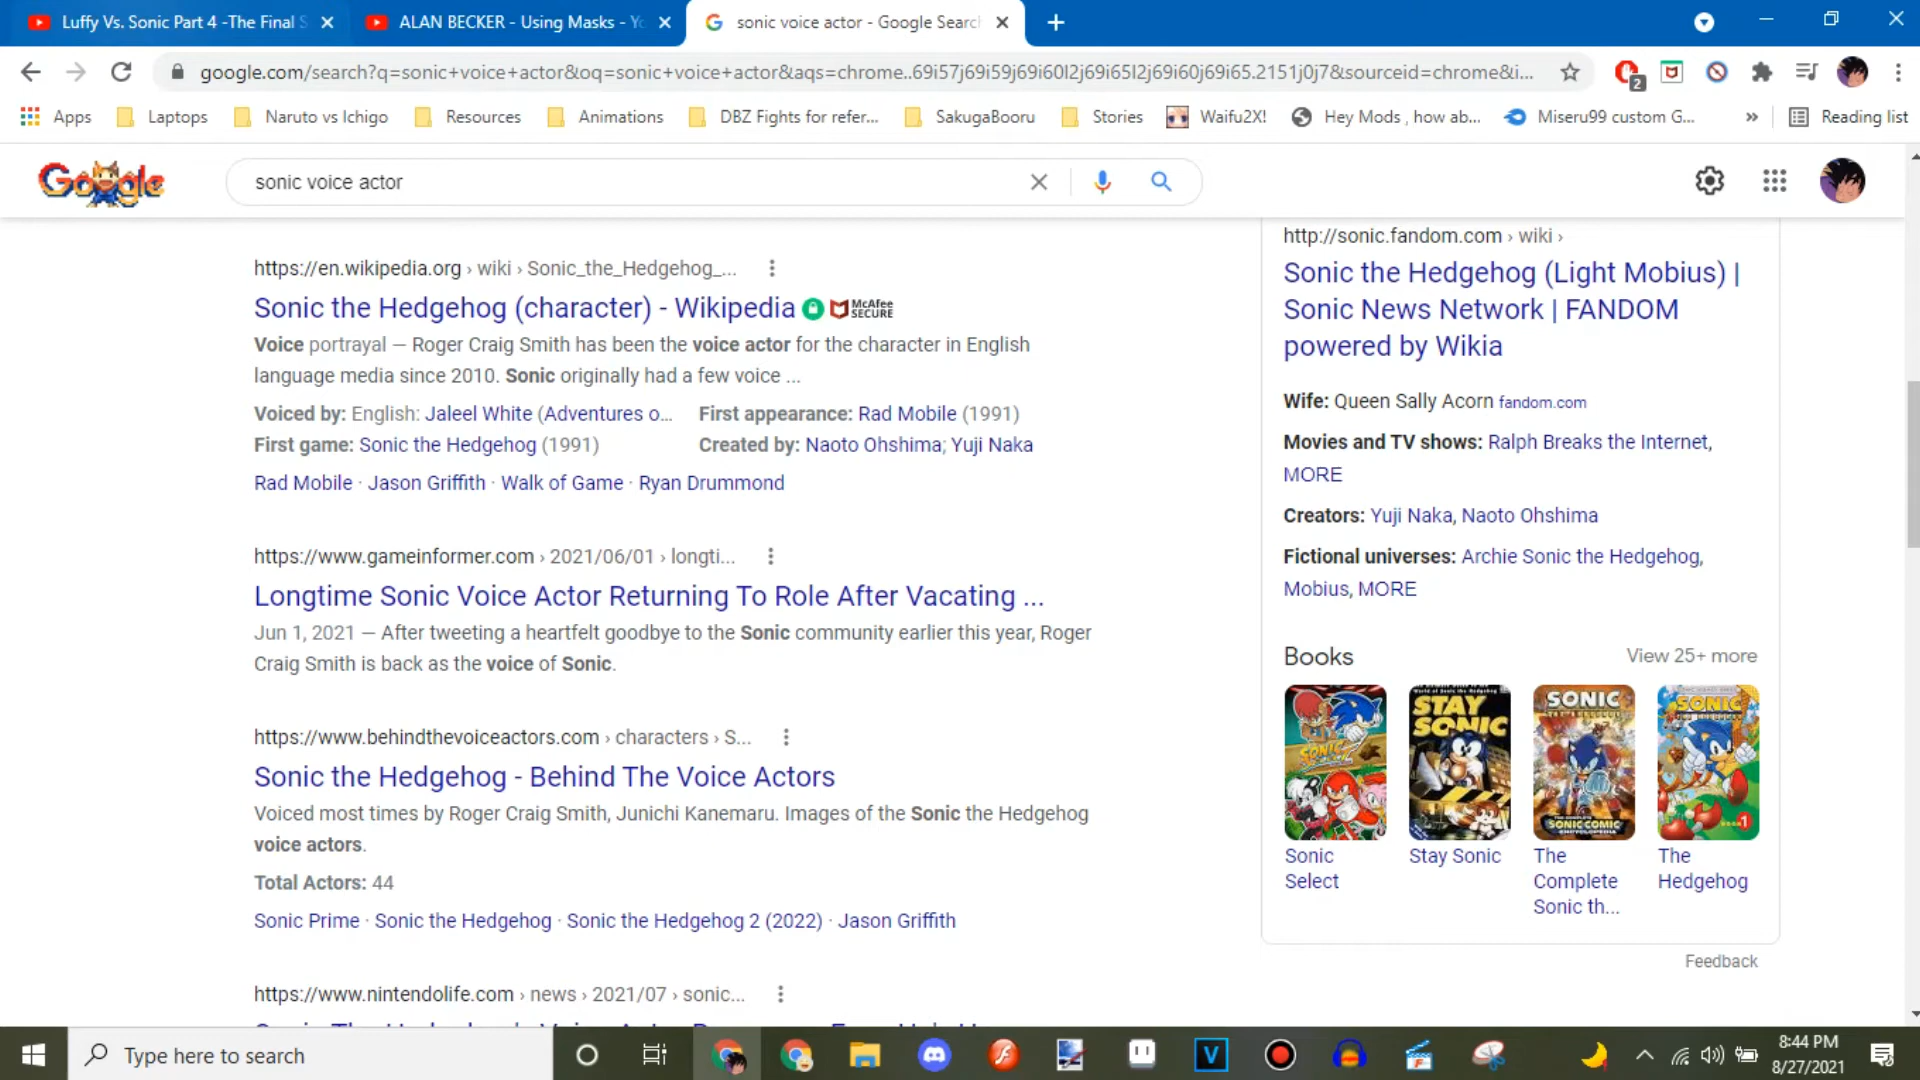 Luffy Vs. Sonic Part 4 -The Final S
ALAN BECKER - Using Masks - Yo
sonic voice actor - Google Search
google.com/search?q=sonic+voice+actor&oq=sonic+voice+actor&aqs=chrome..69i57j69i59j69i60l2j69i65l2j69i60j69i65.2151j0j7&sourceid=chrome&i...
2
Apps
Laptops
Naruto vs Ichigo
Resources
Animations
DBZ Fights for refer...
SakugaBooru
Stories
Waifu2X!
Hey Mods , how ab...
Miseru99 custom G...
»
Reading list
Google
sonic voice actor
https://en.wikipedia.org › wiki › Sonic_the_Hedgehog_...
Sonic the Hedgehog (character) - Wikipedia
McAfee
SECURE
Voice portrayal — Roger Craig Smith has been the voice actor for the character in English
language media since 2010. Sonic originally had a few voice ...
Voiced by: English: Jaleel White (Adventures o...
First appearance: Rad Mobile (1991)
First game: Sonic the Hedgehog (1991)
Created by: Naoto Ohshima; Yuji Naka
Rad Mobile · Jason Griffith · Walk of Game · Ryan Drummond
https://www.gameinformer.com › 2021/06/01 › longti...
Longtime Sonic Voice Actor Returning To Role After Vacating ...
Jun 1, 2021 — After tweeting a heartfelt goodbye to the Sonic community earlier this year, Roger
Craig Smith is back as the voice of Sonic.
https://www.behindthevoiceactors.com › characters › S...
Sonic the Hedgehog - Behind The Voice Actors
Voiced most times by Roger Craig Smith, Junichi Kanemaru. Images of the Sonic the Hedgehog
voice actors.
Total Actors: 44
Sonic Prime · Sonic the Hedgehog · Sonic the Hedgehog 2 (2022) · Jason Griffith
https://www.nintendolife.com › news › 2021/07 › sonic...
http://sonic.fandom.com › wiki ›
Sonic the Hedgehog (Light Mobius) |
Sonic News Network | FANDOM
powered by Wikia
Wife: Queen Sally Acorn fandom.com
Movies and TV shows: Ralph Breaks the Internet,
MORE
Creators: Yuji Naka, Naoto Ohshima
Fictional universes: Archie Sonic the Hedgehog,
Mobius, MORE
Books
View 25+ more
STAY
SONIC
SONIC
SONIC COMIC
ENCYCLOPEDIA
SONIC
1
Sonic
Select
Stay Sonic
The
Complete
Sonic th...
The
Hedgehog
Feedback
Type here to search
8:44 PM
8/27/2021